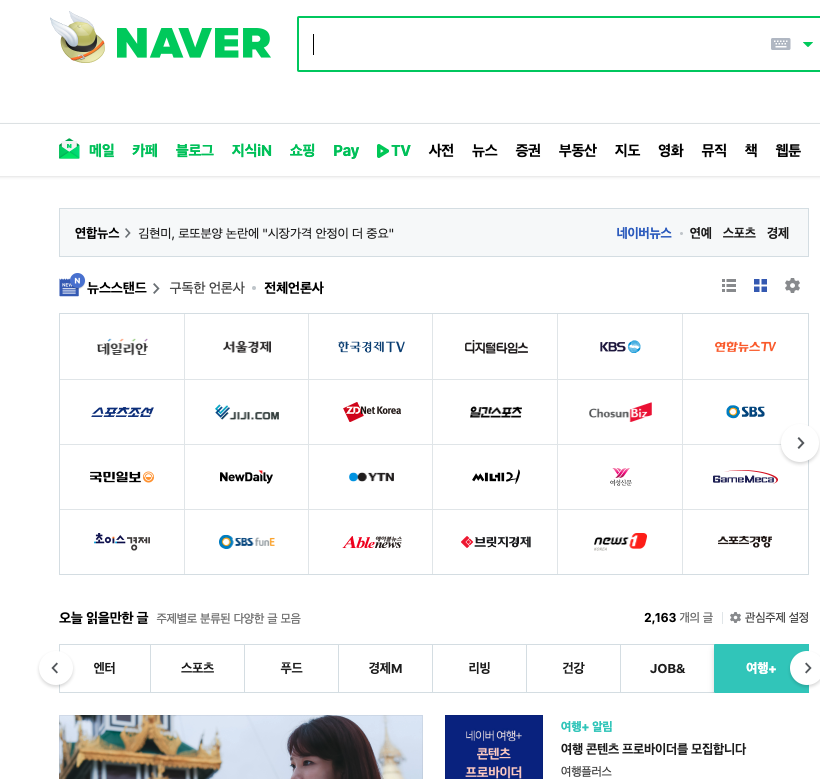 NAVER
메일 카페 블로그 지식iN 쇼핑 Pay TV 사전 뉴스 증권 부동산 지도 영화 뮤직 책 웹툰
연합뉴스 > 김현미, 로또분양 논란에 "시장가격 안정이 더 중요" 네이버뉴스 • 연예 스포츠 경제
NEW N 뉴스스탠드 > 구독한 언론사 • 전체언론사
데일리안 서울경제 한국경제TV 디지털타임스 KBS 연합뉴스TV
스포츠조선 JIJI.COM ZDNet Korea 일간스포츠 ChosunBiz SBS
국민일보 NewDaily YTN 씨네21 여성신문 GameMeca
초이스경제 SBS funE Ablenews 에이블뉴스 브릿지경제 news1 KOREA 스포츠경향
오늘 읽을만한 글 주제별로 분류된 다양한 글 모음 2,163 개의 글 관심주제 설정
엔터 스포츠 푸드 경제M 리빙 건강 JOB& 여행+
네이버 여행+
콘텐츠
프로바이더
여행+ 알림
여행 콘텐츠 프로바이더를 모집합니다
여행플러스